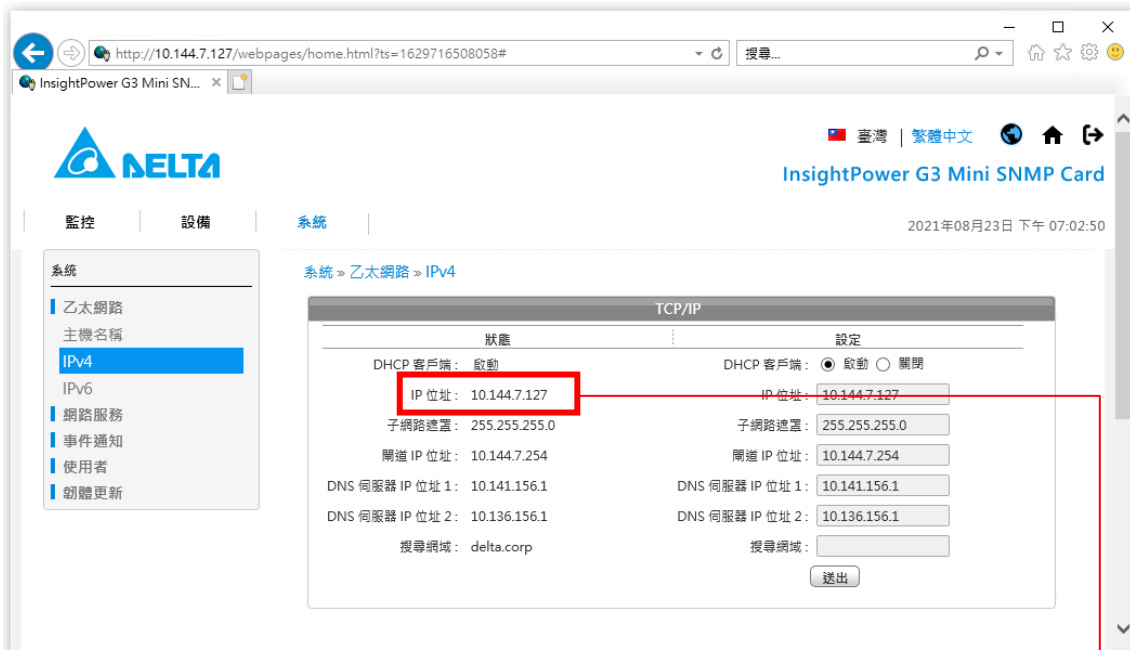 http://10.144.7.127/webpages/home.html?ts=1629716508058#
搜尋...
InsightPower G3 Mini SN...
DELTA
臺灣 | 繁體中文
InsightPower G3 Mini SNMP Card
監控 設備 系統
2021年08月23日 下午 07:02:50
系統
乙太網路
主機名稱
IPv4
IPv6
網路服務
事件通知
使用者
韌體更新
系統 » 乙太網路 » IPv4
TCP/IP
狀態 設定
DHCP 客戶端 : 啟動 DHCP 客戶端 : 啟動 關閉
IP 位址 : 10.144.7.127 IP 位址 : 10.144.7.127
子網路遮罩 : 255.255.255.0 子網路遮罩 : 255.255.255.0
閘道 IP 位址 : 10.144.7.254 閘道 IP 位址 : 10.144.7.254
DNS 伺服器 IP 位址 1 : 10.141.156.1 DNS 伺服器 IP 位址 1 : 10.141.156.1
DNS 伺服器 IP 位址 2 : 10.136.156.1 DNS 伺服器 IP 位址 2 : 10.136.156.1
搜尋網域 : delta.corp 搜尋網域 :
送出